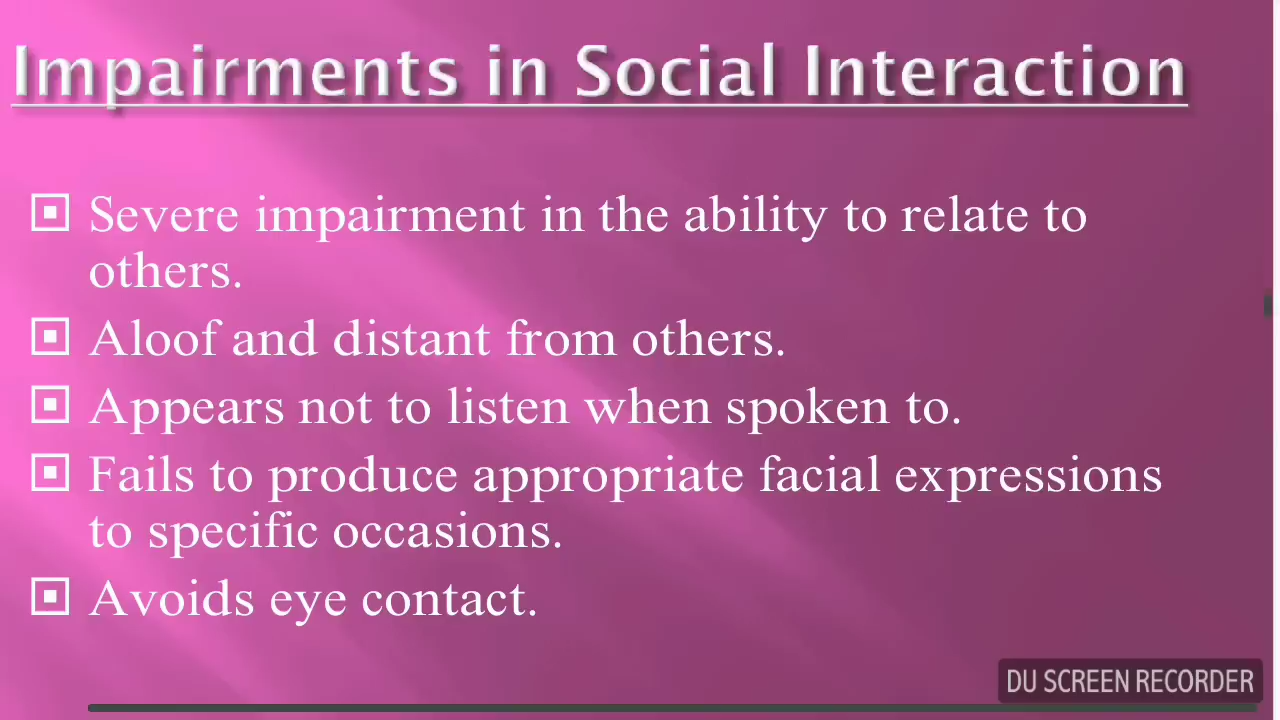 Impairments in Social Interaction
Severe impairment in the ability to relate to
others.
Aloof and distant from others.
Appears not to listen when spoken to.
Fails to produce appropriate facial expressions
to specific occasions.
Avoids eye contact.
DU SCREEN RECORDER